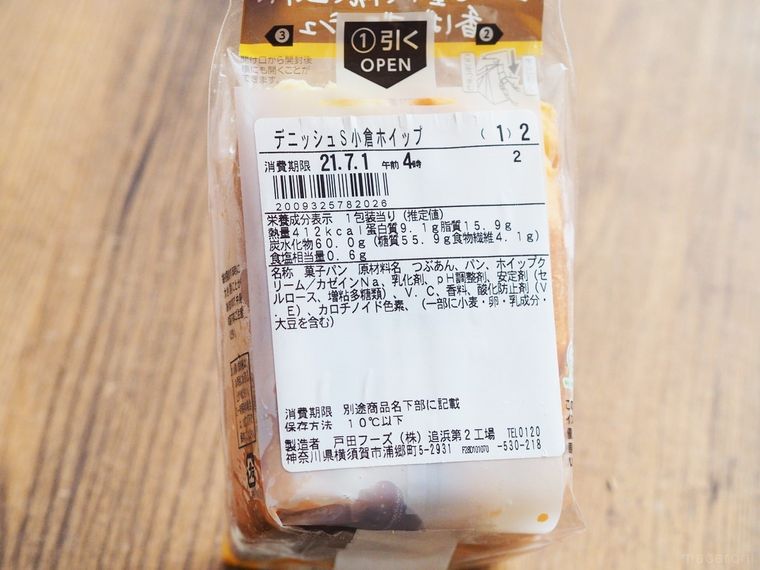 ③
①引く
OPEN
②
デニッシュS小倉ホイップ (1)2
消費期限 21.7.1 午前4時 2
2009325782026
栄養成分表示 1包装当り(推定値)
熱量412kcal蛋白質9.1g脂質15.9g
炭水化物60.0g(糖質55.9g食物繊維4.1g)
食塩相当量0.6g
名称 菓子パン 原材料名 つぶあん、パン、ホイップク
リーム/カゼインNa、乳化剤、pH調整剤、安定剤(セ
ルロース、増粘多糖類)、V.C、香料、酸化防止剤(V
.E)、カロチノイド色素、(一部に小麦・卵・乳成分・
大豆を含む)
消費期限 別途商品名下部に記載
保存方法 10℃以下
製造者 戸田フーズ(株)追浜第2工場 TEL0120
神奈川県横須賀市浦郷町5-2931 F28D101070 -530-218
macaroni